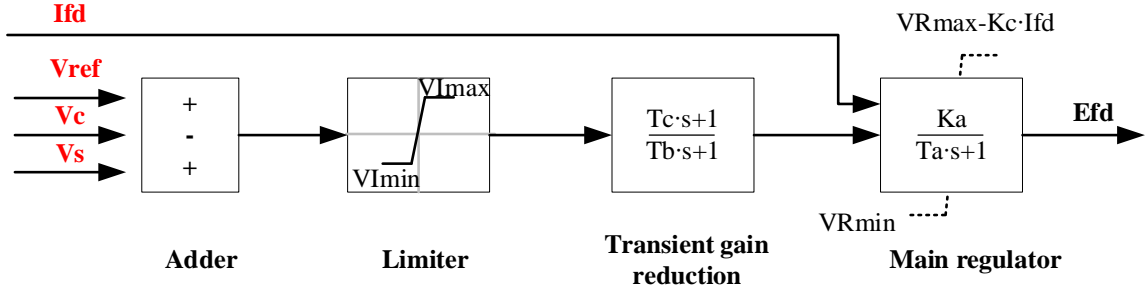 Ifd
VRmax-Kc·Ifd
Vref
Vc
Vs
+
-
+
VImax
VImin
Tc·s+1
Tb·s+1
Ka
Ta·s+1
Efd
VRmin
Adder
Limiter
Transient gain
reduction
Main regulator